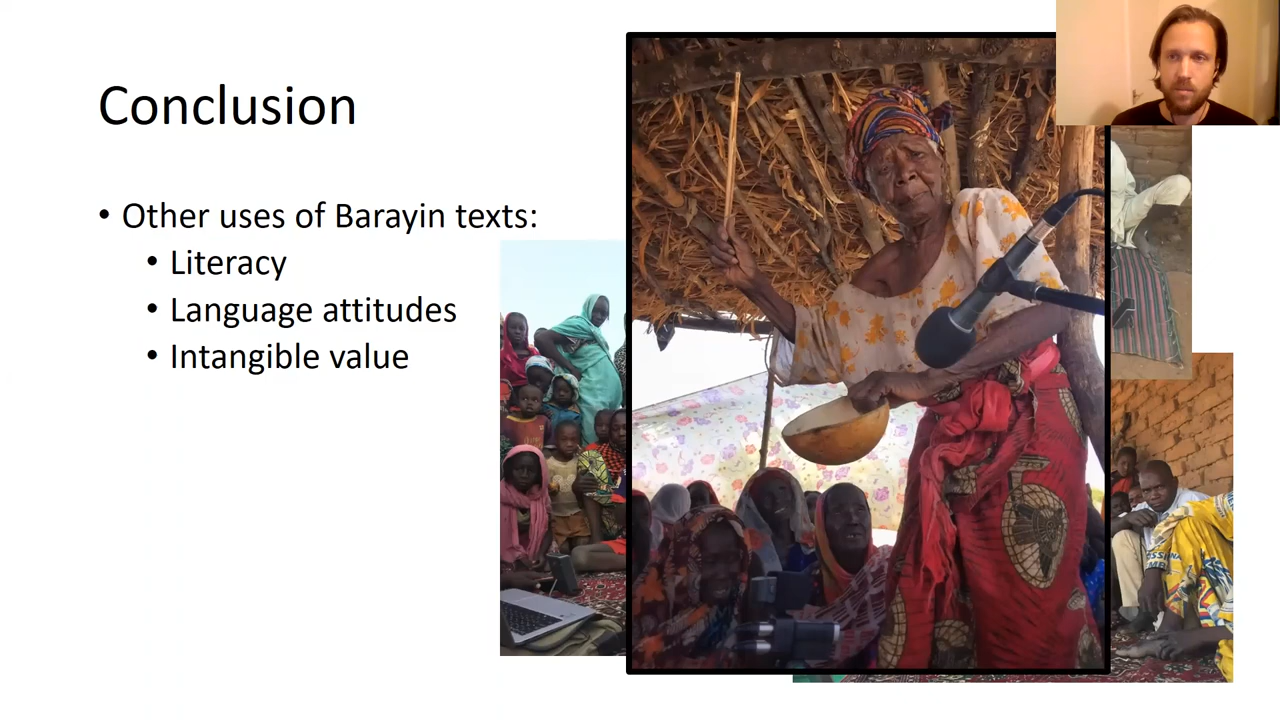 Conclusion
• Other uses of Barayin texts:
• Literacy
• Language attitudes
• Intangible value